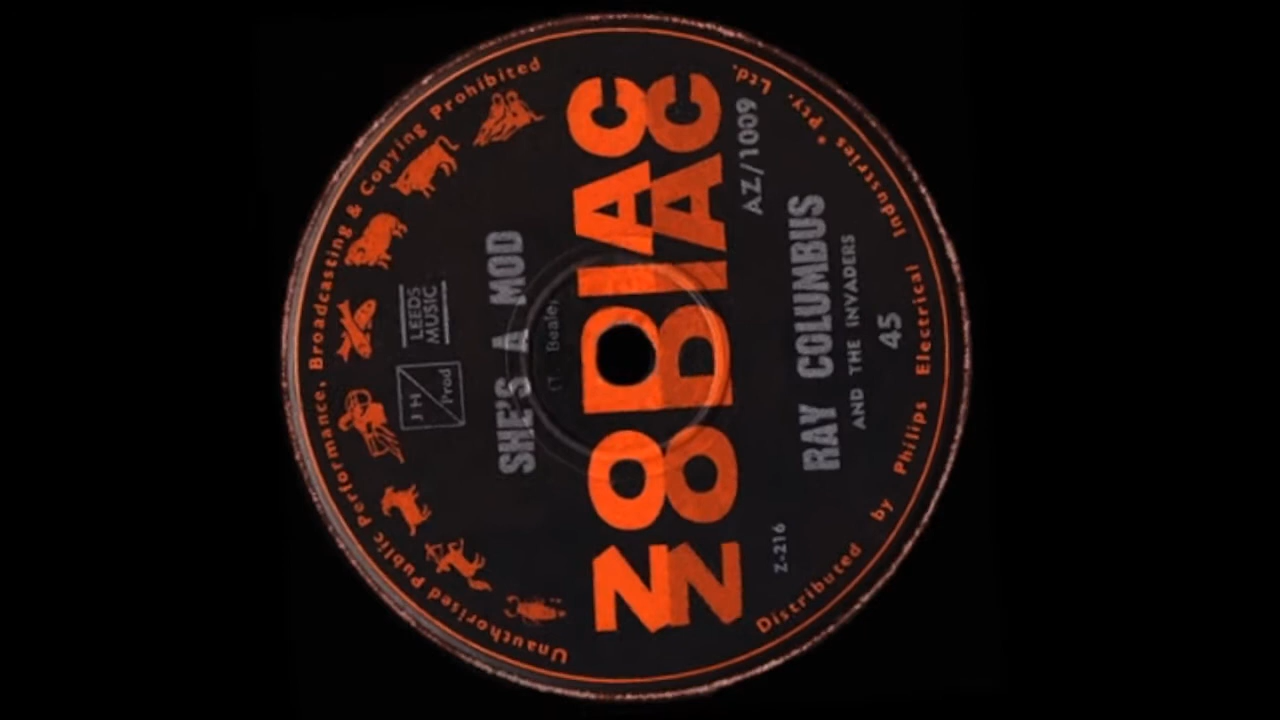 Unauthorised Public Performance, Broadcasting & Copying Prohibited
J H Prod
LEEDS
MUSIC
SHE'S A MOD
(T. Beale)
ZODIAC
ZODIAC
Z-216
AZ/1009
RAY COLUMBUS
AND THE INVADERS
45
Distributed by Philips Electrical Industries Pty. Ltd.